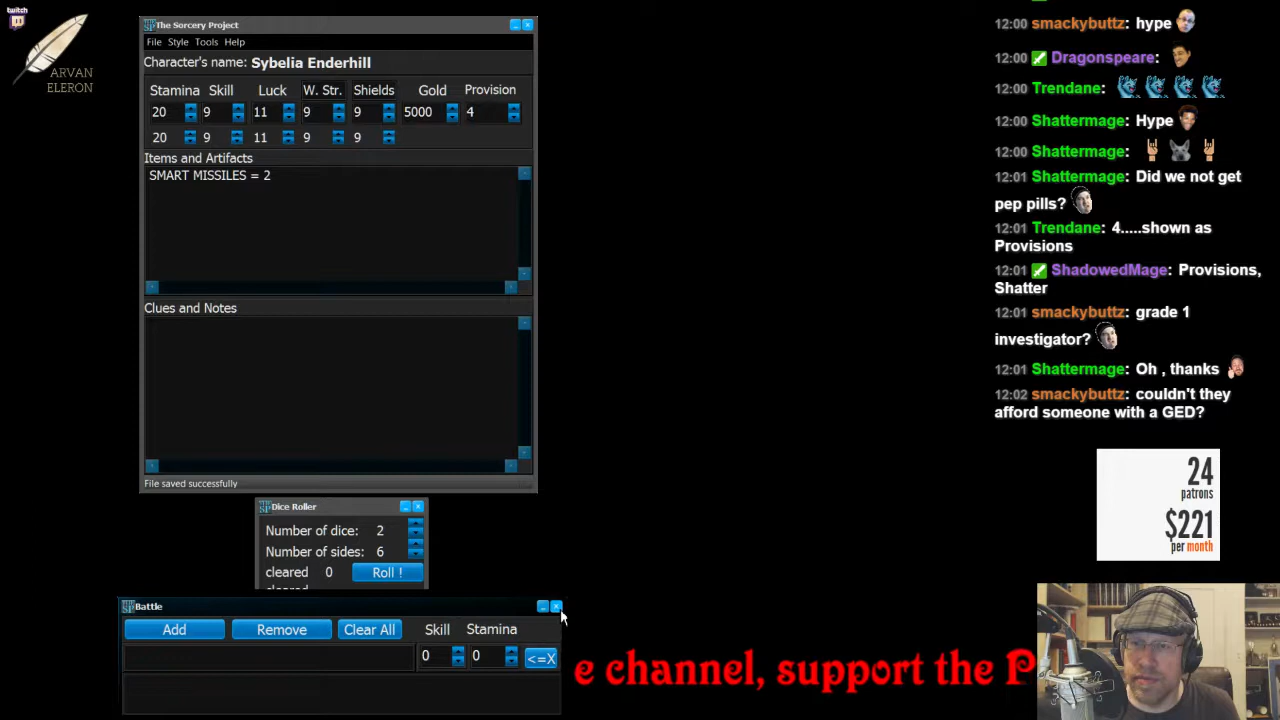 twitch
ARVAN
ELERON
The Sorcery Project
File Style Tools Help
Character's name: Sybelia Enderhill
Stamina Skill Luck W. Str. Shields Gold Provision
20 9 11 9 9 5000 4
20 9 11 9 9
Items and Artifacts
SMART MISSILES = 2
Clues and Notes
File saved successfully
Dice Roller
Number of dice: 2
Number of sides: 6
cleared 0 Roll !
cleared
Battle
Add Remove Clear All Skill Stamina
0 0 <=X
e channel, support the P
12:00 smackybuttz: hype
12:00 Dragonspeare:
12:00 Trendane:
12:00 Shattermage: Hype
12:00 Shattermage:
12:01 Shattermage: Did we not get
pep pills?
12:01 Trendane: 4.....shown as
Provisions
12:01 ShadowedMage: Provisions,
Shatter
12:01 smackybuttz: grade 1
investigator?
12:01 Shattermage: Oh , thanks
12:02 smackybuttz: couldn't they
afford someone with a GED?
24
patrons
$221
per month